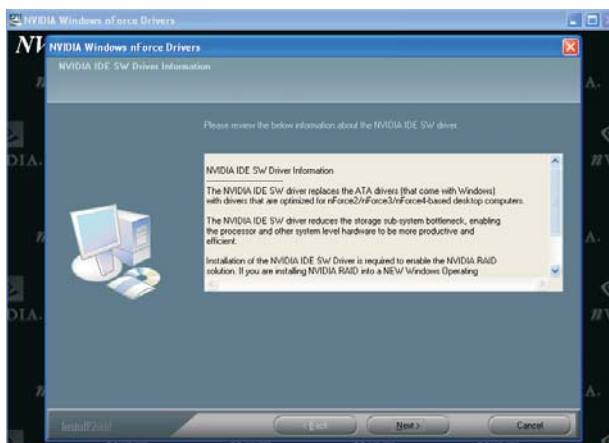 NVIDIA Windows nForce Drivers
NVIDIA Windows nForce Drivers
NVIDIA IDE SW Driver Information
Please review the below information about the NVIDIA IDE SW driver.
NVIDIA IDE SW Driver Information
The NVIDIA IDE SW driver replaces the ATA drivers (that come with Windows)
with drivers that are optimized for nForce2/nForce3/nForce4-based desktop computers.
The NVIDIA IDE SW driver reduces the storage sub-system bottleneck, enabling
the processor and other system level hardware to be more productive and
efficient.
Installation of the NVIDIA IDE SW Driver is required to enable the NVIDIA RAID
solution. If you are installing NVIDIA RAID into a NEW Windows Operating
InstallShield
< Back
Next >
Cancel